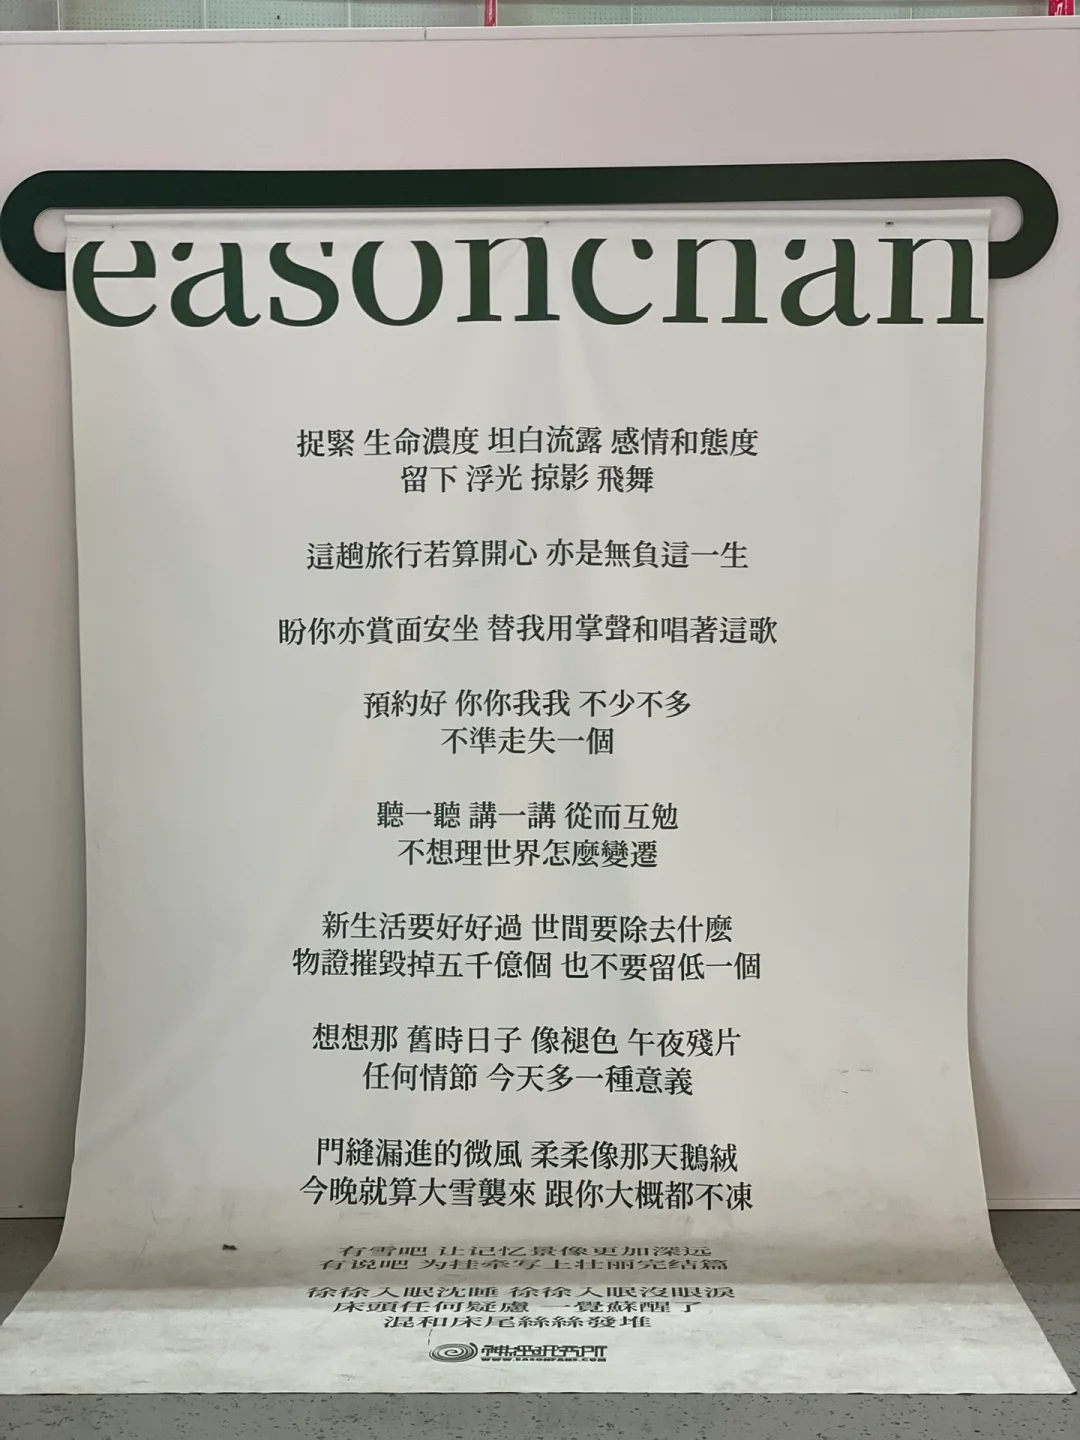 easonchan
捉緊 生命濃度 坦白流露 感情和態度
留下 浮光 掠影 飛舞
這趟旅行若算開心 亦是無負這一生
盼你亦賞面安坐 替我用掌聲和唱著這歌
預約好 你你我我 不少不多
不準走失一個
聽一聽 講一講 從而互勉
不想理世界怎麼變遷
新生活要好好過 世間要除去什麽
物證摧毀掉五千億個 也不要留低一個
想想那 舊時日子 像褪色 午夜殘片
任何情節 今天多一種意義
門縫漏進的微風 柔柔像那天鵝絨
今晚就算大雪襲來 跟你大概都不凍
有雪吧 让记忆景像更加深远
有说吧 为挂牵写上壮丽完结篇
徐徐入眠沈睡 徐徐入眠沒眼淚
床頭任何疑慮 一覺蘇醒了
混和床尾絲絲發堆
神經研究所
WWW.EASONFANS.COM